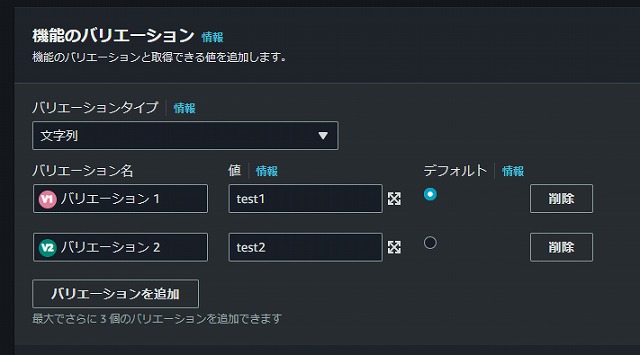 機能のバリエーション 情報
機能のバリエーションと取得できる値を追加します。
バリエーションタイプ 情報
文字列
バリエーション名 値 情報 デフォルト 情報
V1 バリエーション 1 test1 削除
V2 バリエーション 2 test2 削除
バリエーションを追加
最大でさらに 3 個のバリエーションを追加できます